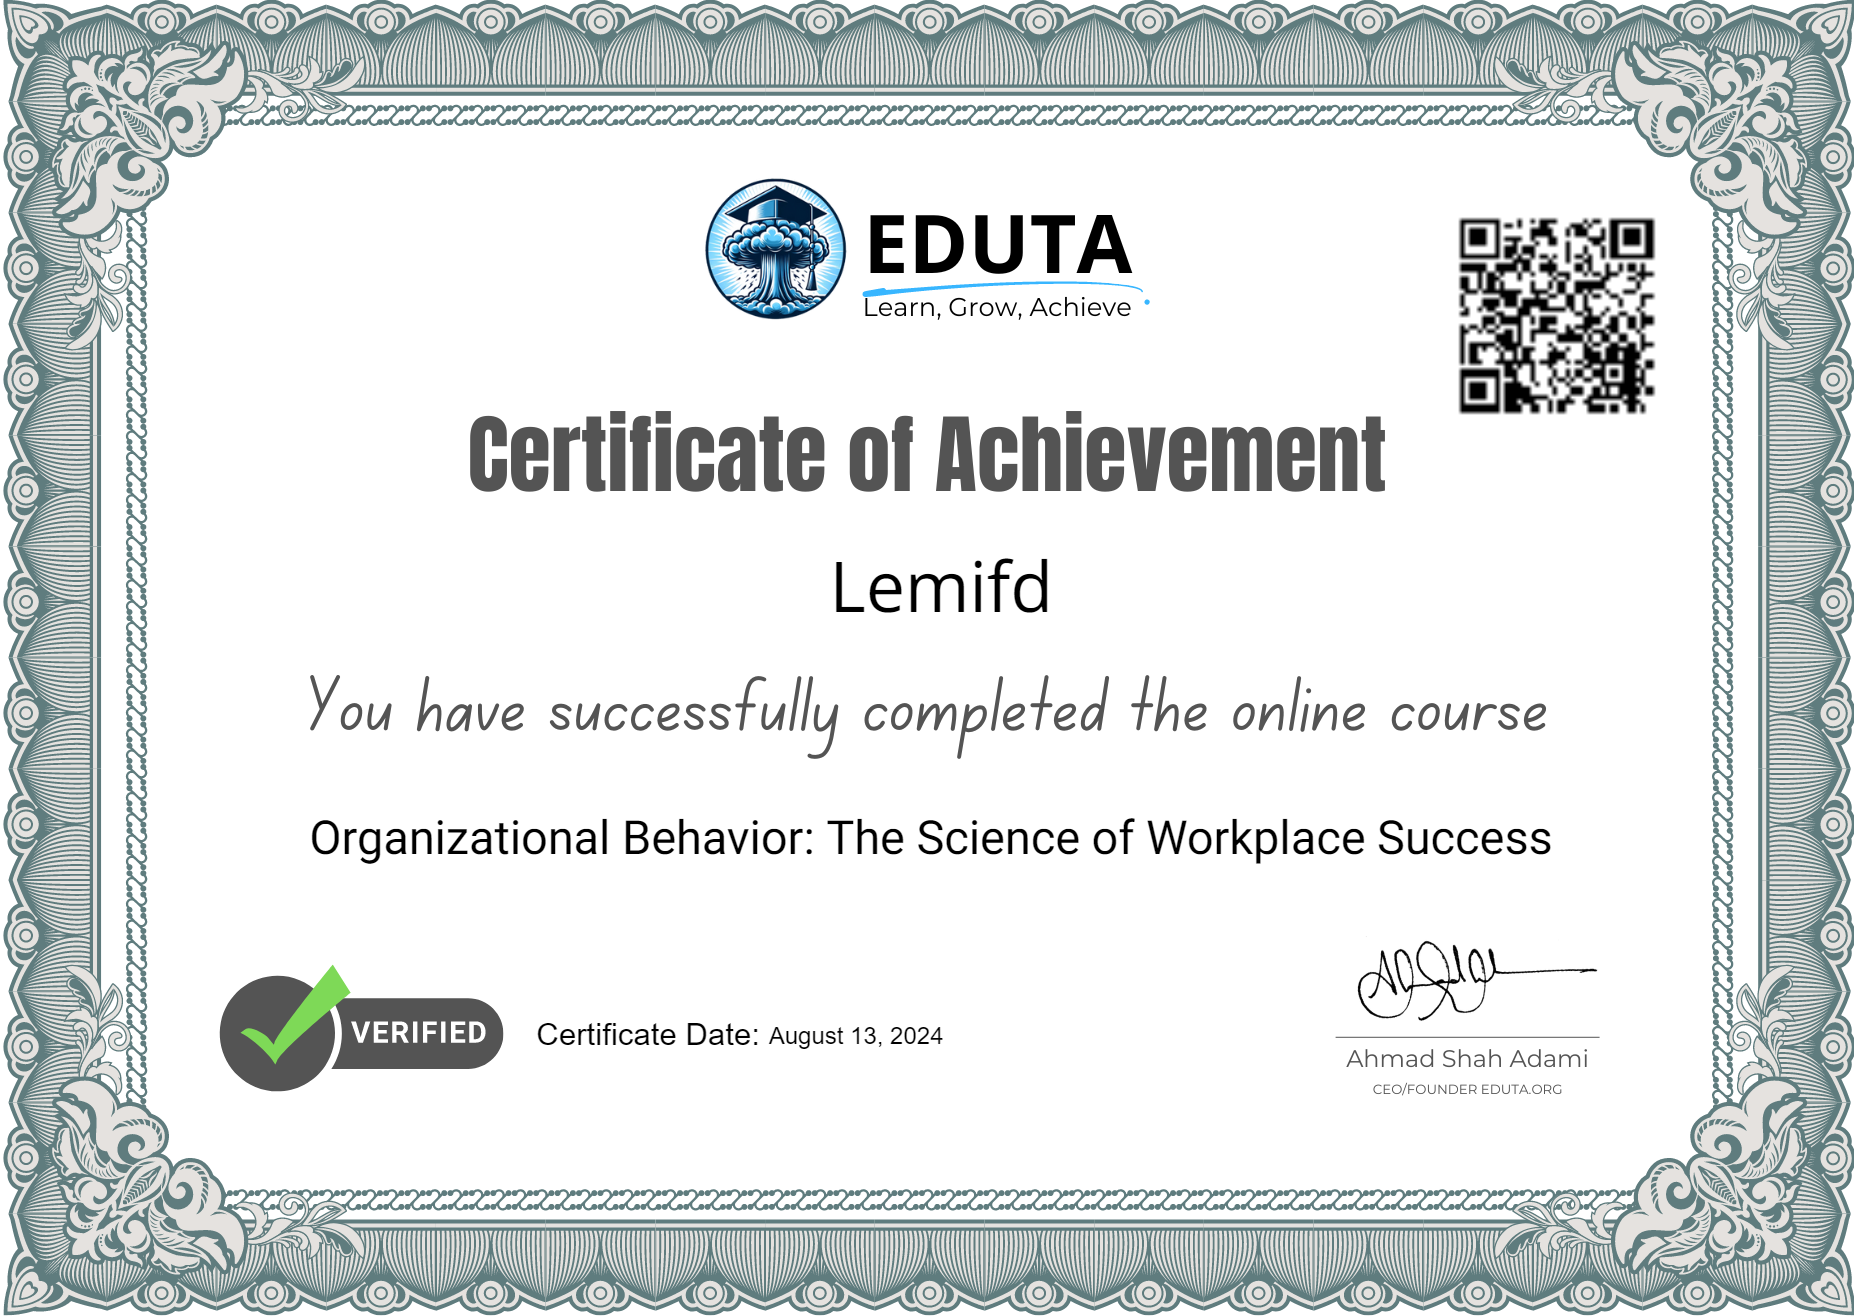 EDUTA
Learn, Grow, Achieve
Certificate of Achievement
Lemifd
You have successfully completed the online course
Organizational Behavior: The Science of Workplace Success
VERIFIED
Certificate Date: August 13, 2024
Ahmad Shah Adami
CEO/FOUNDER EDUTA.ORG